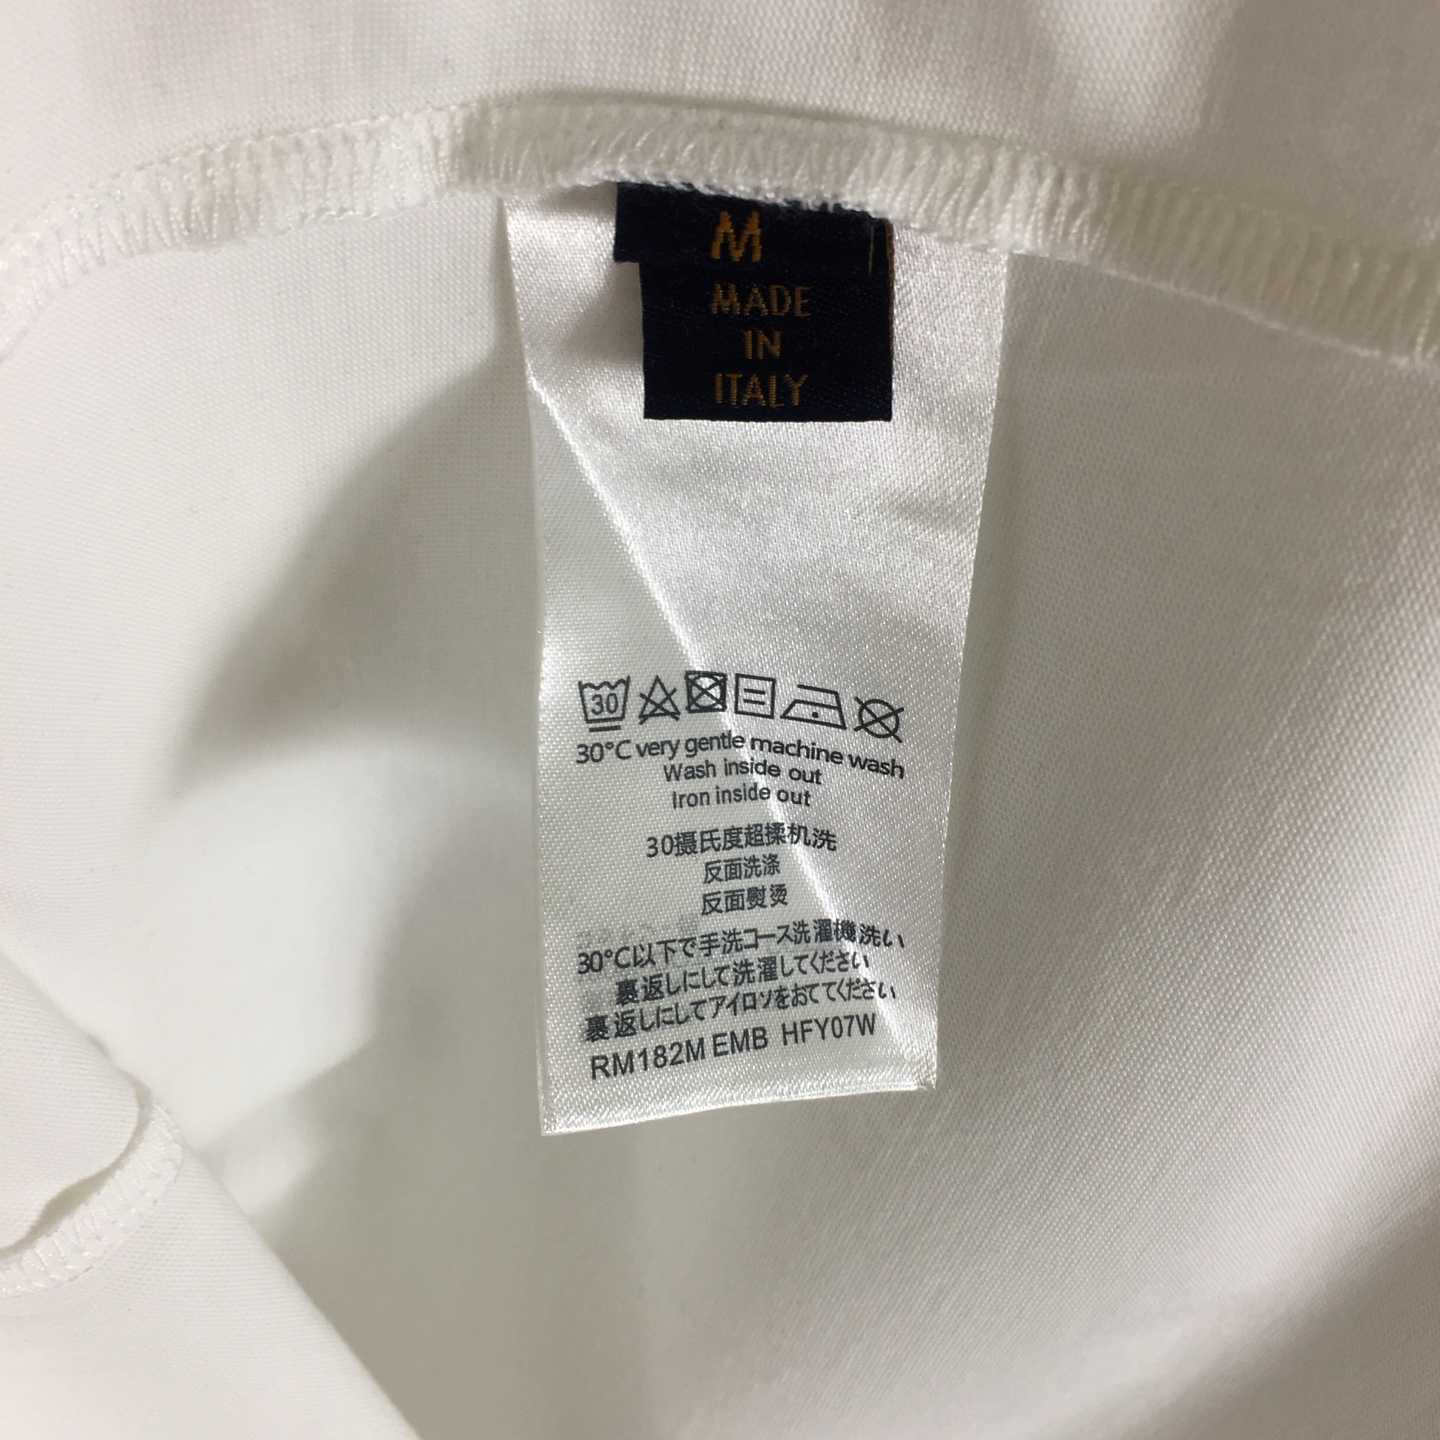 M
MADE
IN
ITALY
30
30°C very gentle machine wash
Wash inside out
Iron inside out
30摄氏度超揉机洗
反面洗涤
反面熨烫
30°C以下で手洗コース洗濯機洗い
裏返しにして洗濯してください
裏返しにしてアイロソをおててください
RM182M EMB HFY07W